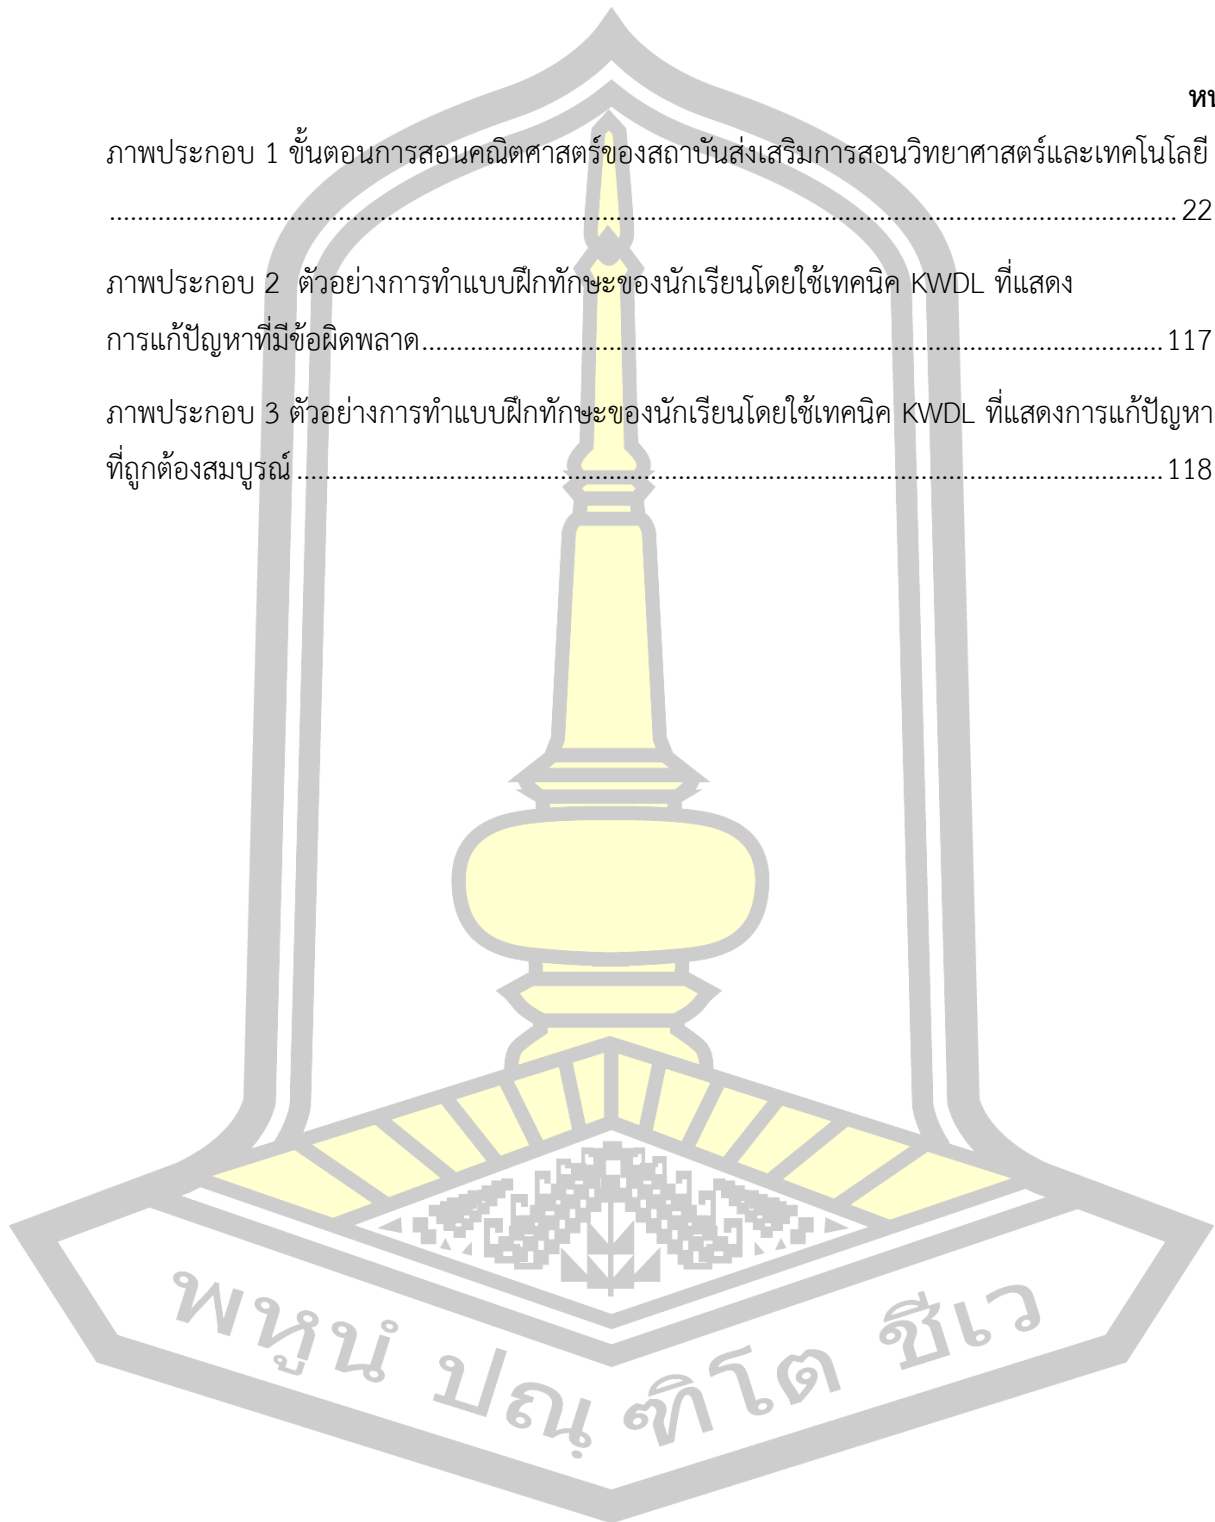 ภาพประกอบ 1 ขั้นตอนการสอนคณิตศาสตร์ของสถาบันส่งเสริมการสอนวิทยาศาสตร์และเทคโนโลยี
........................................................................................................................................................ 22
ภาพประกอบ 2 ตัวอย่างการทำแบบฝึกทักษะของนักเรียนโดยใช้เทคนิค KWDL ที่แสดง
การแก้ปัญหาที่มีข้อผิดพลาด........................................................................................................... 117
ภาพประกอบ 3 ตัวอย่างการทำแบบฝึกทักษะของนักเรียนโดยใช้เทคนิค KWDL ที่แสดงการแก้ปัญหา
ที่ถูกต้องสมบูรณ์ ............................................................................................................................. 118
พหูนํ ปณฺฑิโต ชีเว